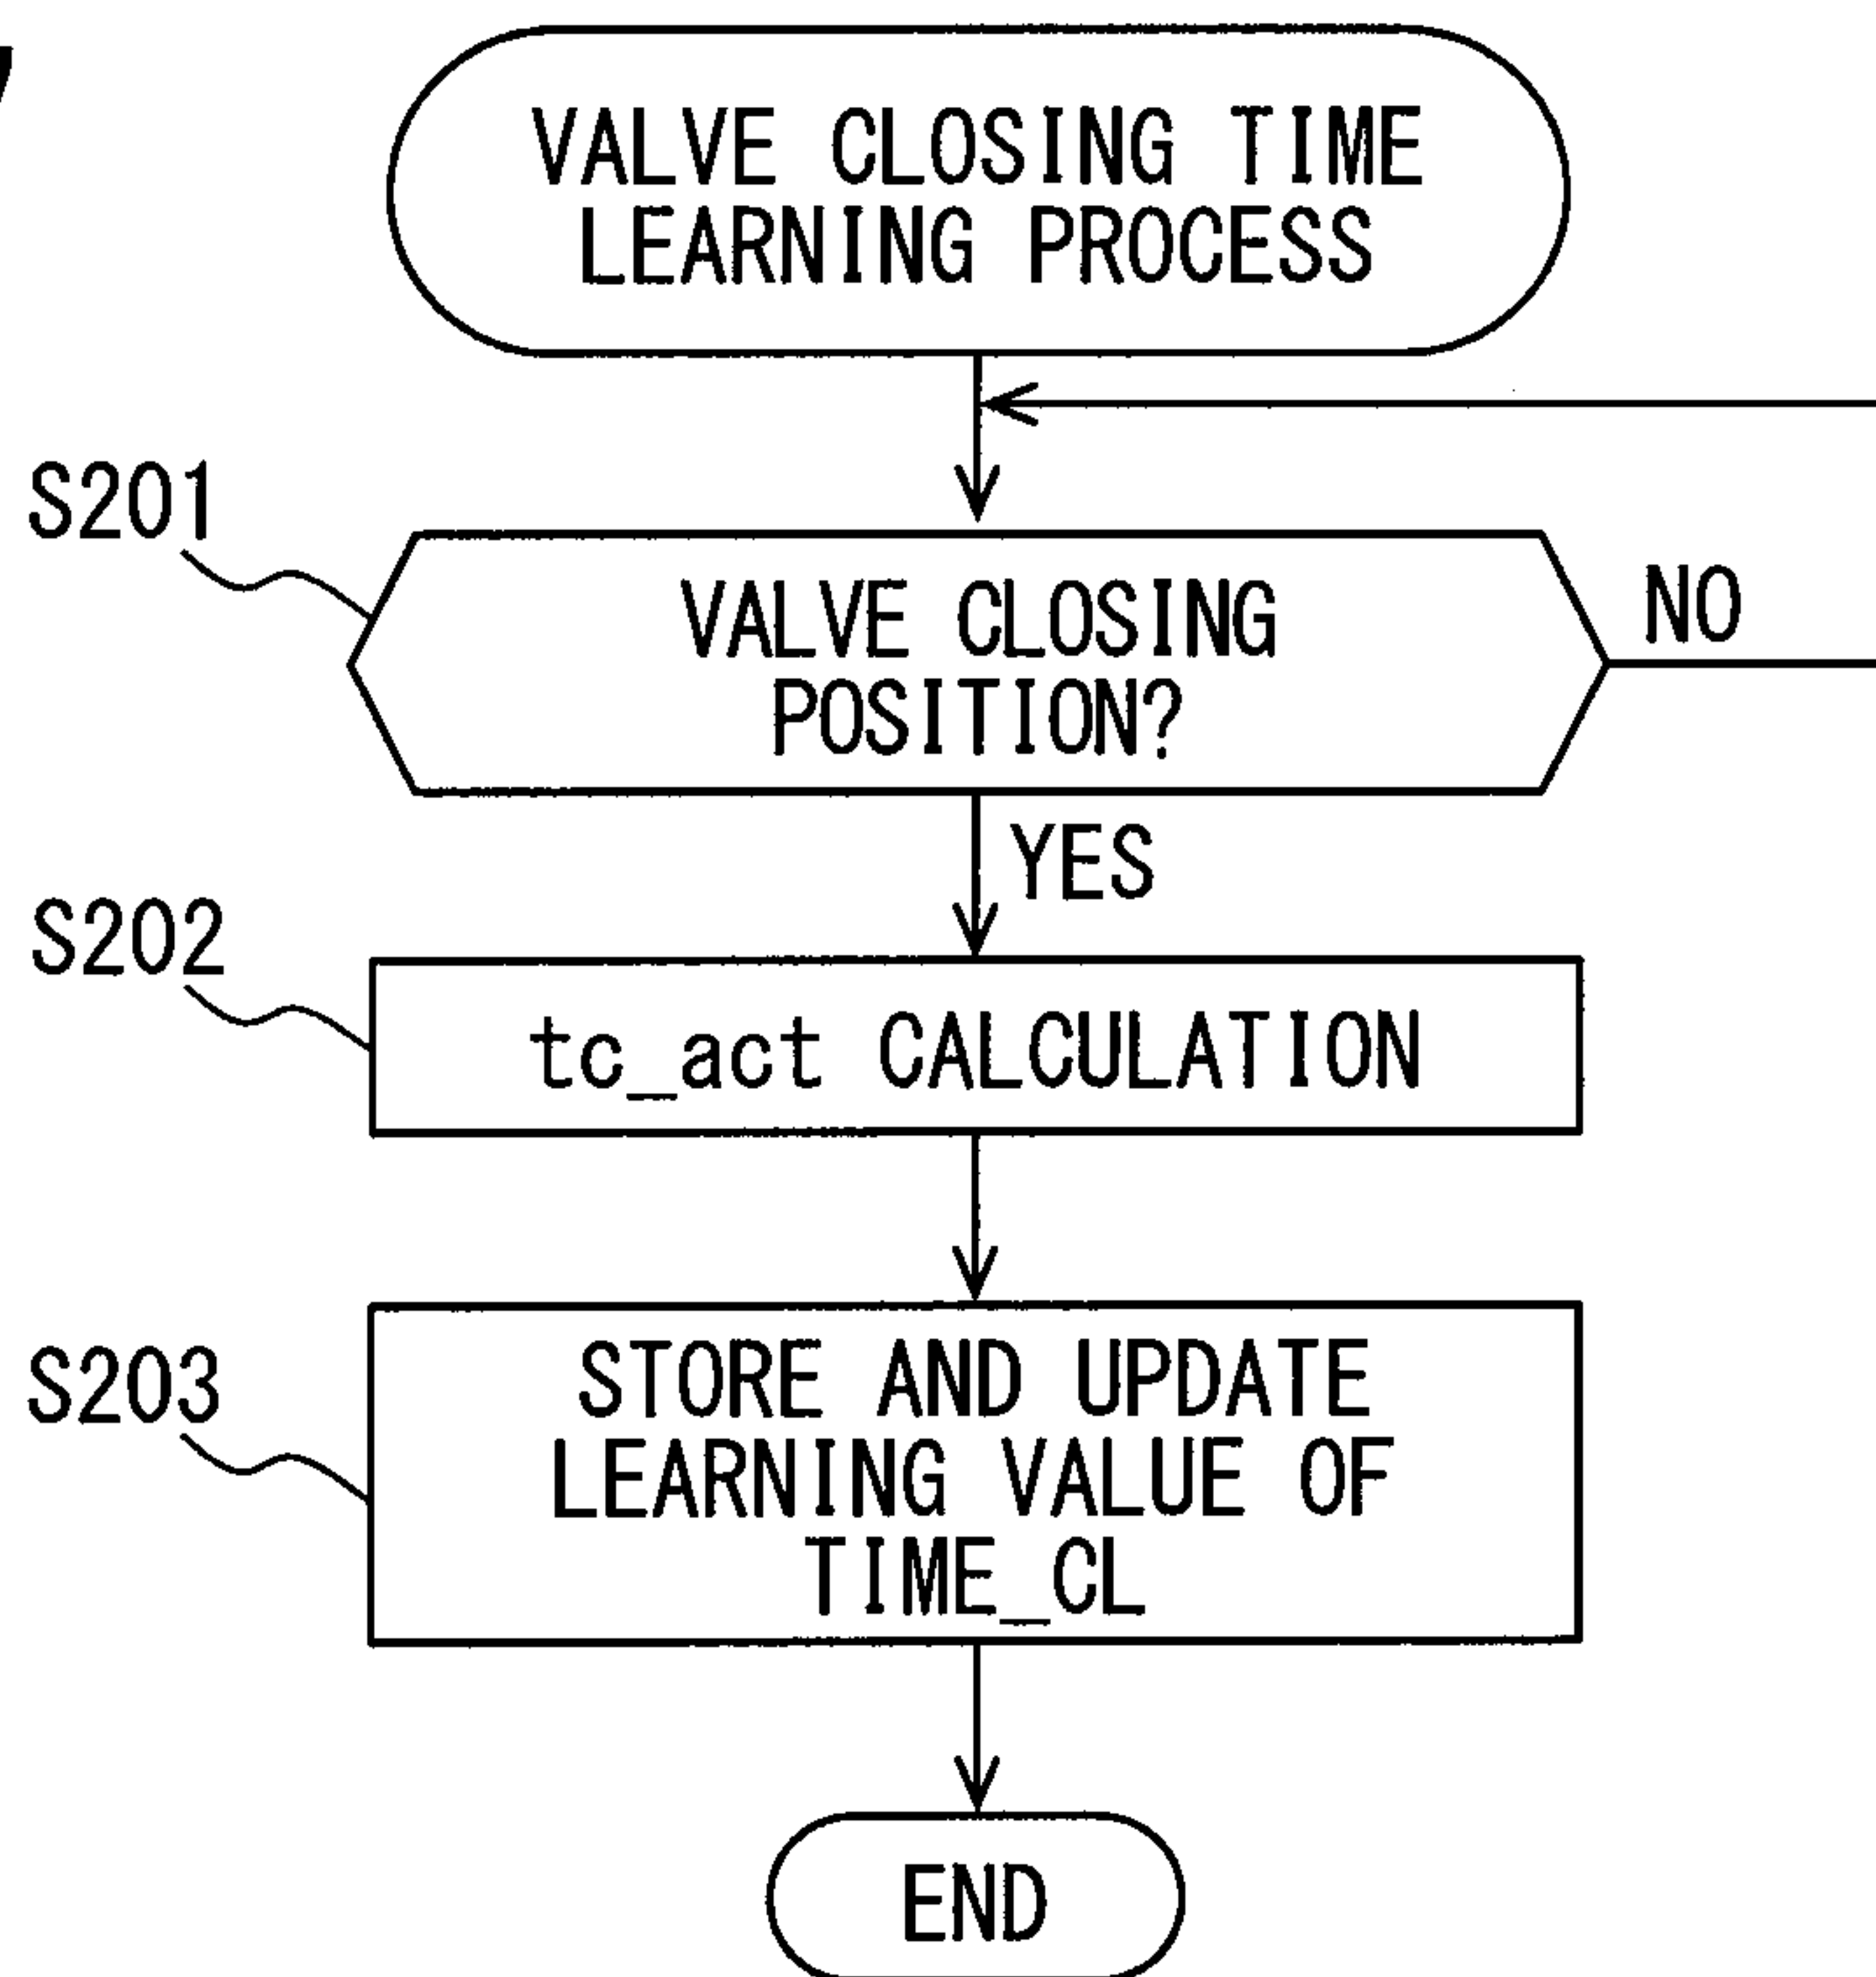 VALVE CLOSING TIME
LEARNING PROCESS
S201
VALVE CLOSING
POSITION?
NO
YES
S202
tc_act CALCULATION
S203
STORE AND UPDATE
LEARNING VALUE OF
TIME_CL
END